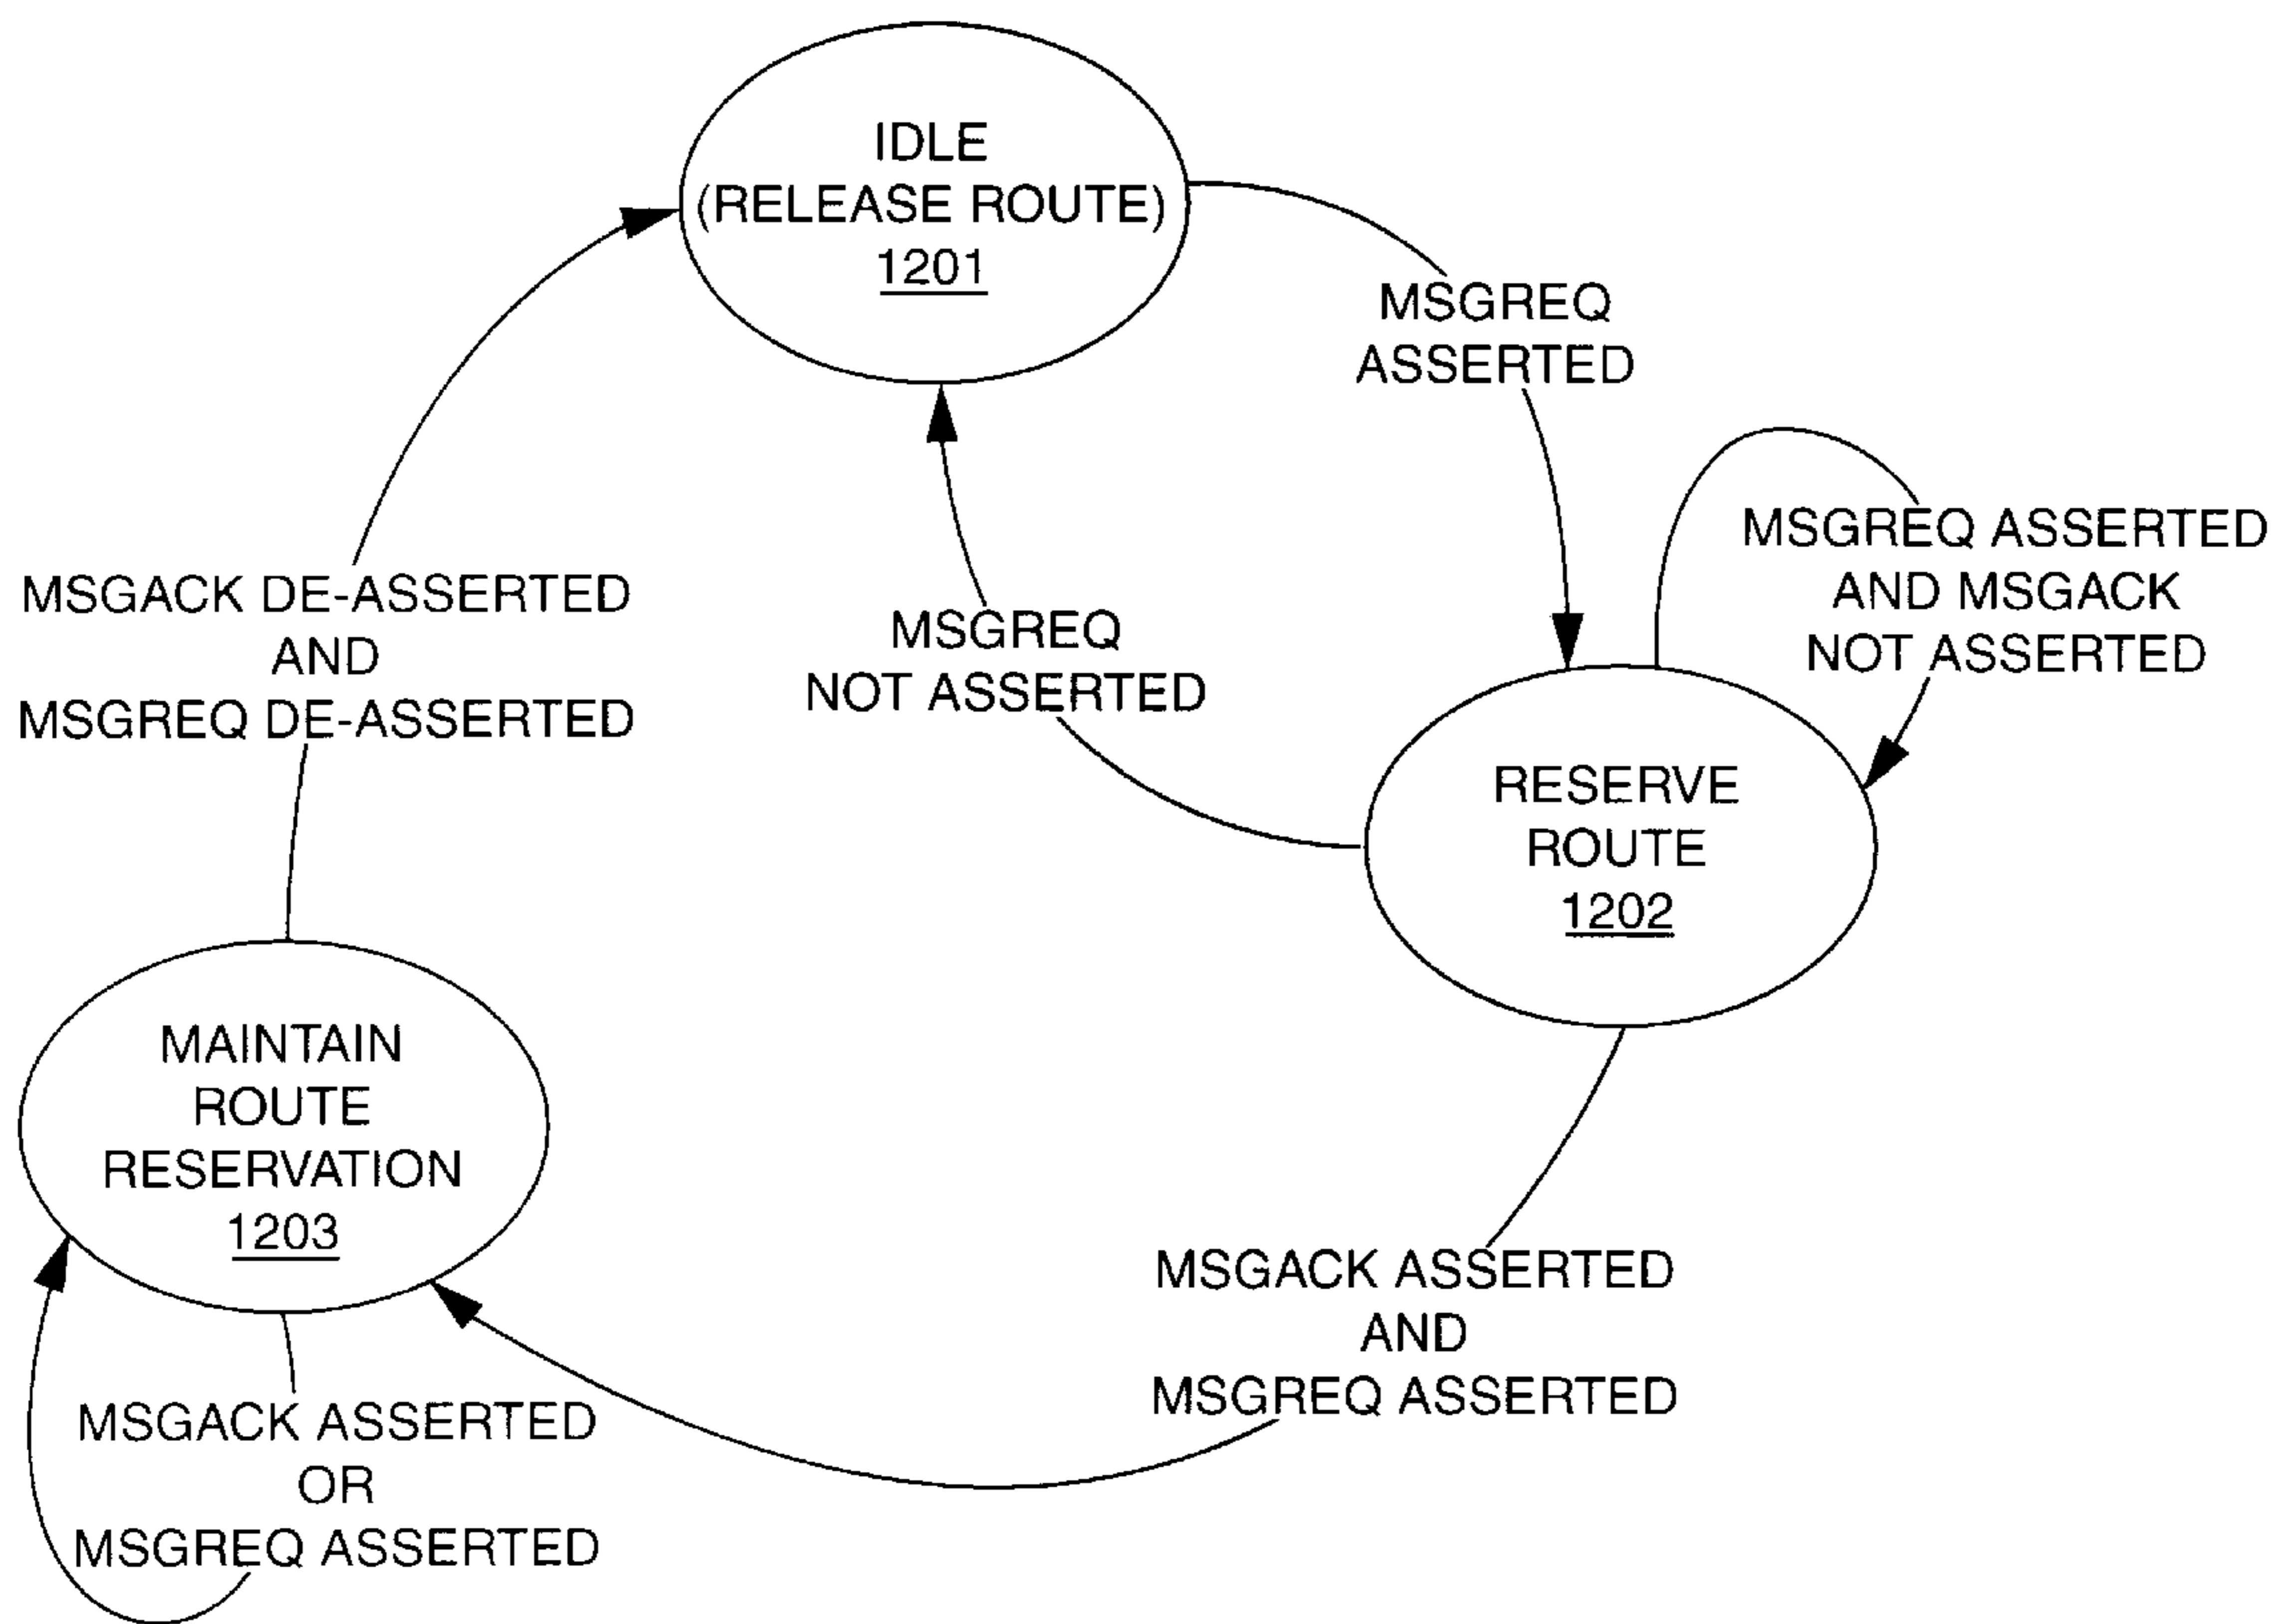 IDLE
(RELEASE ROUTE)
1201
MSGREQ
ASSERTED
MSGREQ ASSERTED
AND MSGACK
NOT ASSERTED
MSGACK DE-ASSERTED
AND
MSGREQ DE-ASSERTED
MSGREQ
NOT ASSERTED
RESERVE
ROUTE
1202
MAINTAIN
ROUTE
RESERVATION
1203
MSGACK ASSERTED
AND
MSGREQ ASSERTED
MSGACK ASSERTED
OR
MSGREQ ASSERTED